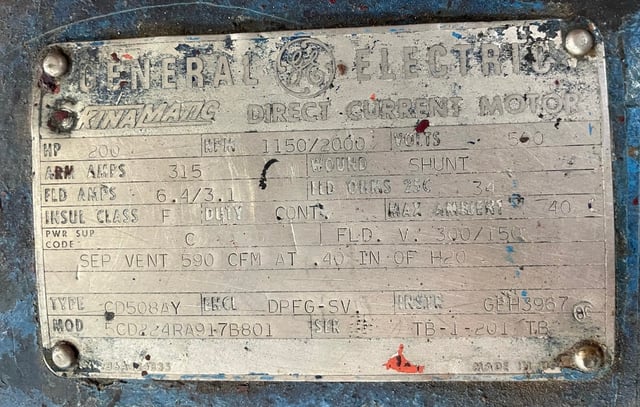 GENERAL GE ELECTRIC
KINAMATIC DIRECT CURRENT MOTOR
HP 200 RPM 1150/2000 VOLTS 500
ARM AMPS 315 WOUND SHUNT
FLD AMPS 6.4/3.1 FLD OHMS 25C 34
INSUL CLASS F DUTY CONT. MAX AMBIENT 40
PWR SUP CODE C FLD. V. 300/150
SEP VENT 590 CFM AT .40 IN OF H2O
TYPE CD508AY ENCL DPFG-SV INSTR GEH3967
MOD 5CD224RA917B801 SER TB-1-201 TB
MADE IN